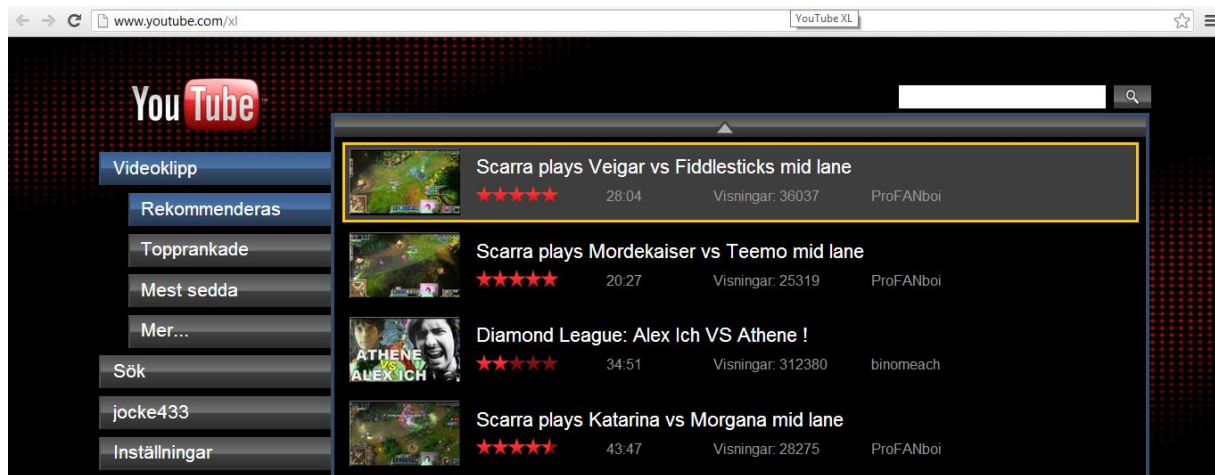 www.youtube.com/xl
YouTube XL
You Tube
Videoklipp
Rekommenderas
Topprankade
Mest sedda
Mer...
Sök
jocke433
Inställningar
Scarra plays Veigar vs Fiddlesticks mid lane
28:04 Visningar: 36037 ProFANboi
Scarra plays Mordekaiser vs Teemo mid lane
20:27 Visningar: 25319 ProFANboi
ATHENE
VS
ALEX ICH
Diamond League: Alex Ich VS Athene !
34:51 Visningar: 312380 binomeach
Scarra plays Katarina vs Morgana mid lane
43:47 Visningar: 28275 ProFANboi